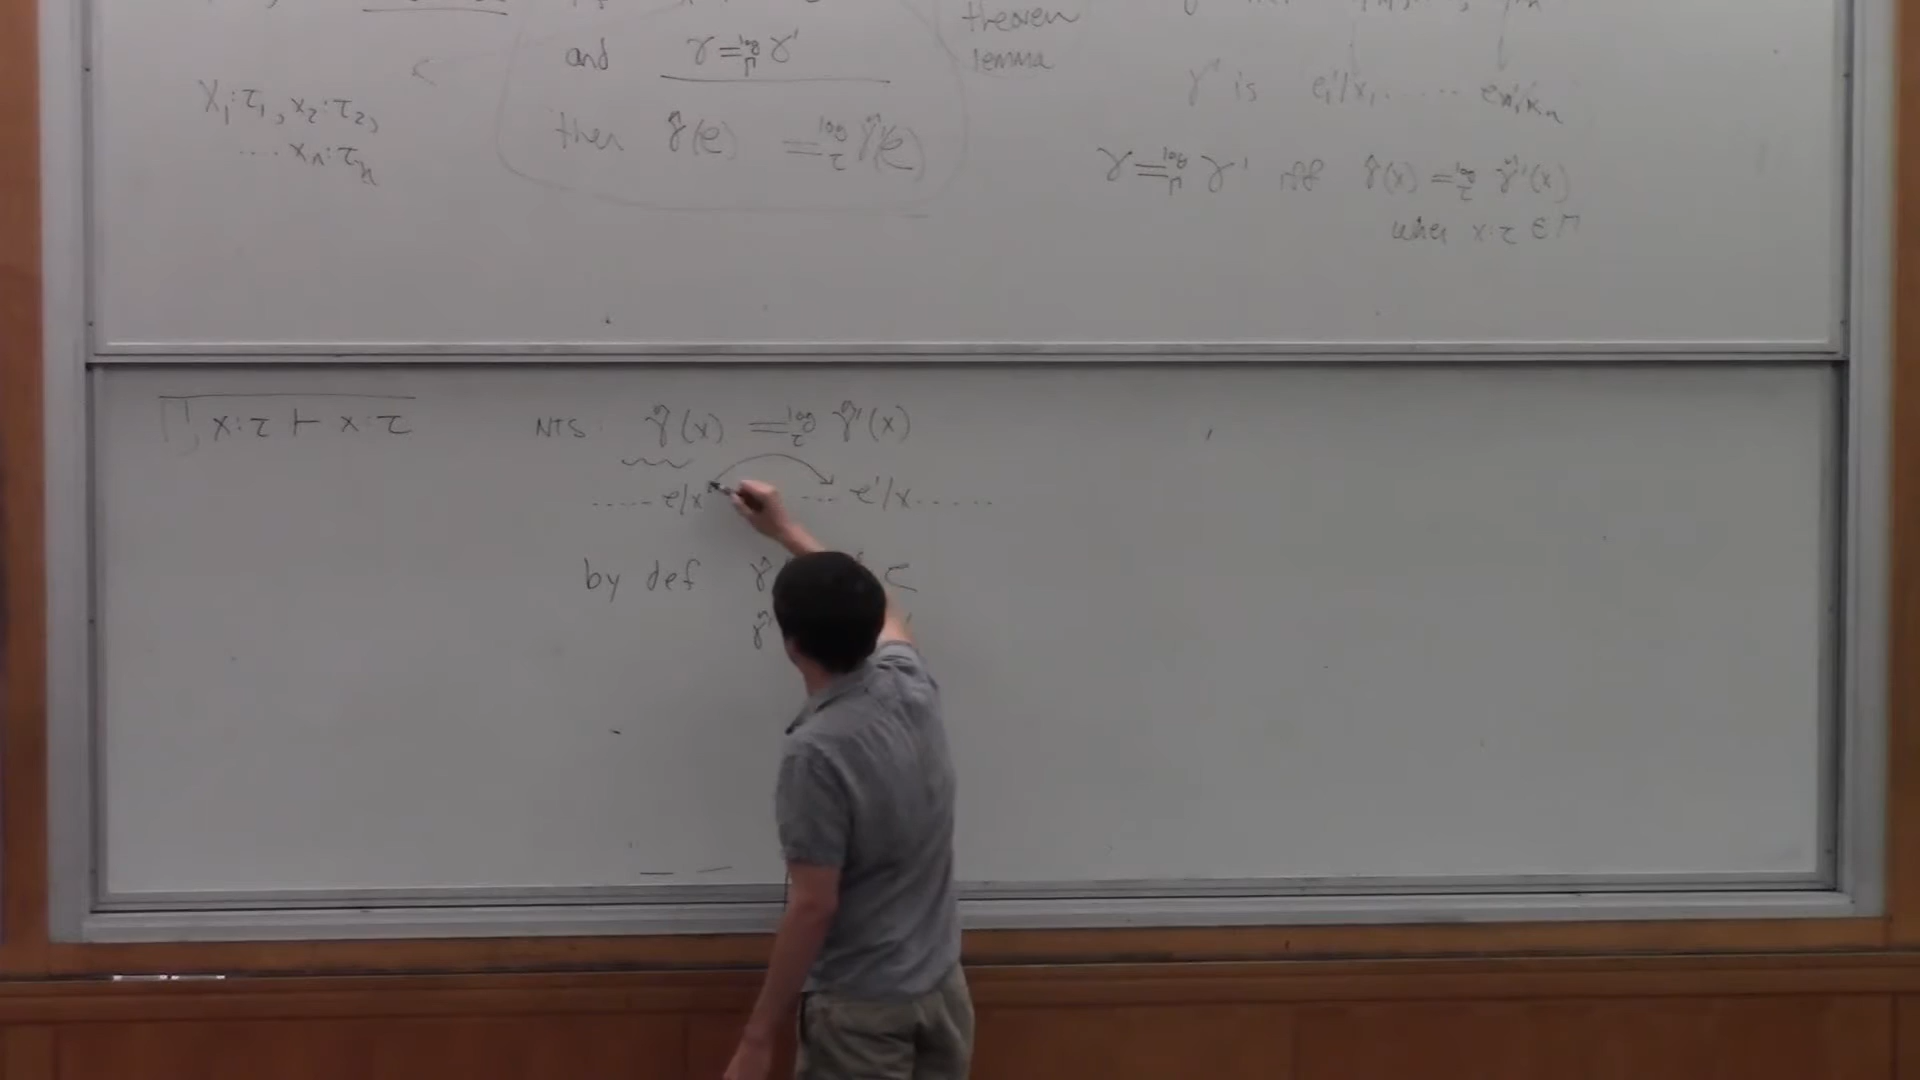 theorem
lemma
and γ =^log_Γ γ'
then γ̂(e) =^log_τ γ̂'(e)
x₁:τ₁, x₂:τ₂,
.... xₙ:τₙ
γ' is e₁'/x₁ ..... eₙ'/xₙ
γ =^log_Γ γ' iff γ̂(x) =^log_τ γ̂'(x)
when x:τ ∈ Γ
Γ, x:τ ⊢ x:τ
NTS: γ̂(x) =^log_τ γ̂'(x)
..... e/x ... e'/x .....
by def γ̂
γ̂'